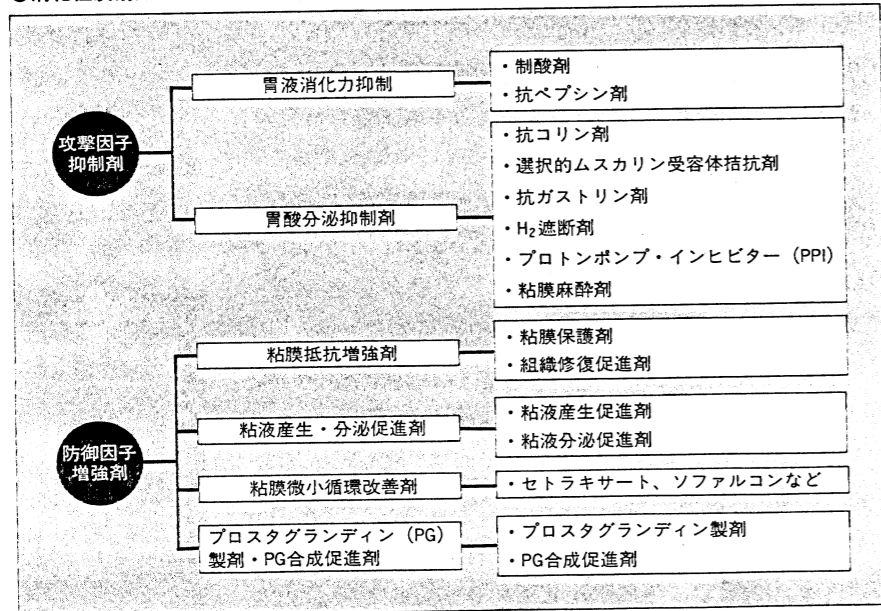 攻撃因子
抑制剤
胃液消化力抑制
・制酸剤
・抗ペプシン剤
胃酸分泌抑制剤
・抗コリン剤
・選択的ムスカリン受容体拮抗剤
・抗ガストリン剤
・H₂遮断剤
・プロトンポンプ・インヒビター（PPI）
・粘膜麻酔剤
防御因子
増強剤
粘膜抵抗増強剤
・粘膜保護剤
・組織修復促進剤
粘液産生・分泌促進剤
・粘液産生促進剤
・粘液分泌促進剤
粘膜微小循環改善剤
・セトラキサート、ソファルコンなど
プロスタグランディン（PG）
製剤・PG合成促進剤
・プロスタグランディン製剤
・PG合成促進剤